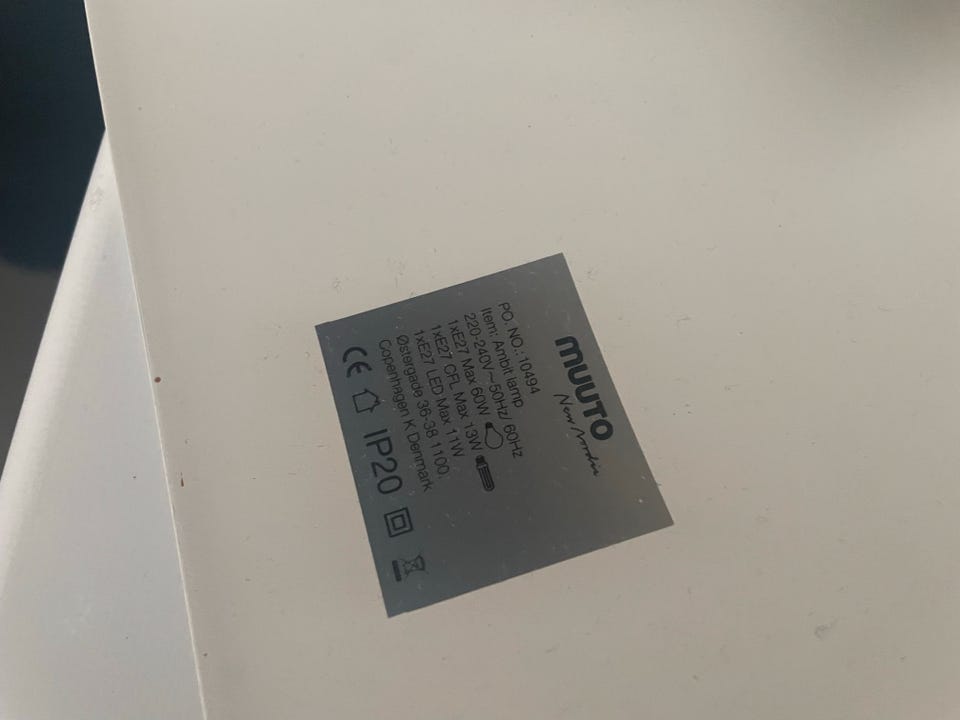 muuto
New Nordic
PO. NO.: 10494
Item: Ambit lamp
220-240V~50Hz/ 60Hz
1xE27 Max 60W
1xE27 CFL Max 13W
1xE27 LED Max 11W
Østergade 36-38 1100,
Copenhagen K Denmark
CE IP20